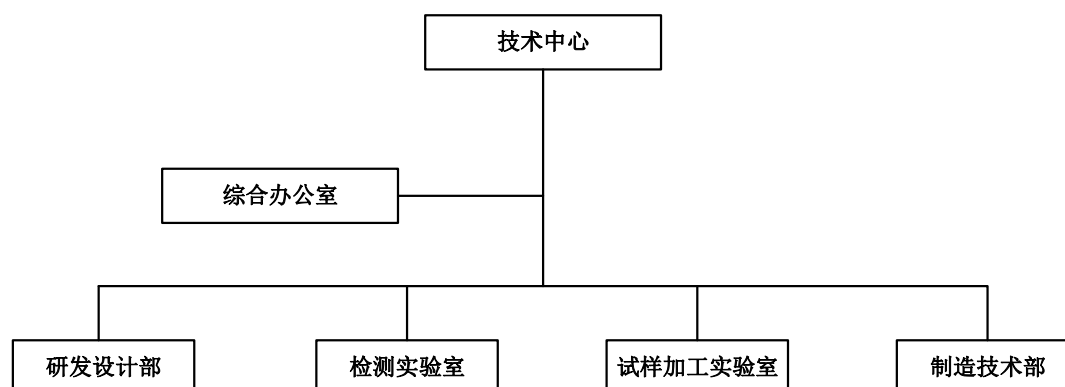 技术中心
综合办公室
研发设计部
检测实验室
试样加工实验室
制造技术部